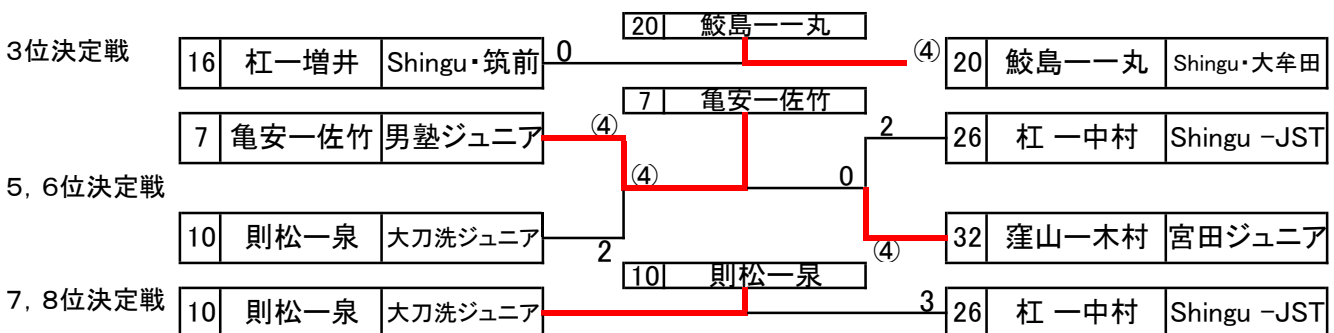 20 鮫島ー一丸
3位決定戦 16 杠ー増井 Shingu・筑前 0 ④ 20 鮫島ー一丸 Shingu・大牟田
7 亀安ー佐竹
7 亀安ー佐竹 男塾ジュニア ④ 2 26 杠 ー中村 Shingu －JST
5，6位決定戦 ④ 0
10 則松ー泉 大刀洗ジュニア 2 ④ 32 窪山ー木村 宮田ジュニア
10 則松ー泉
7，8位決定戦 10 則松ー泉 大刀洗ジュニア 3 26 杠 ー中村 Shingu －JST